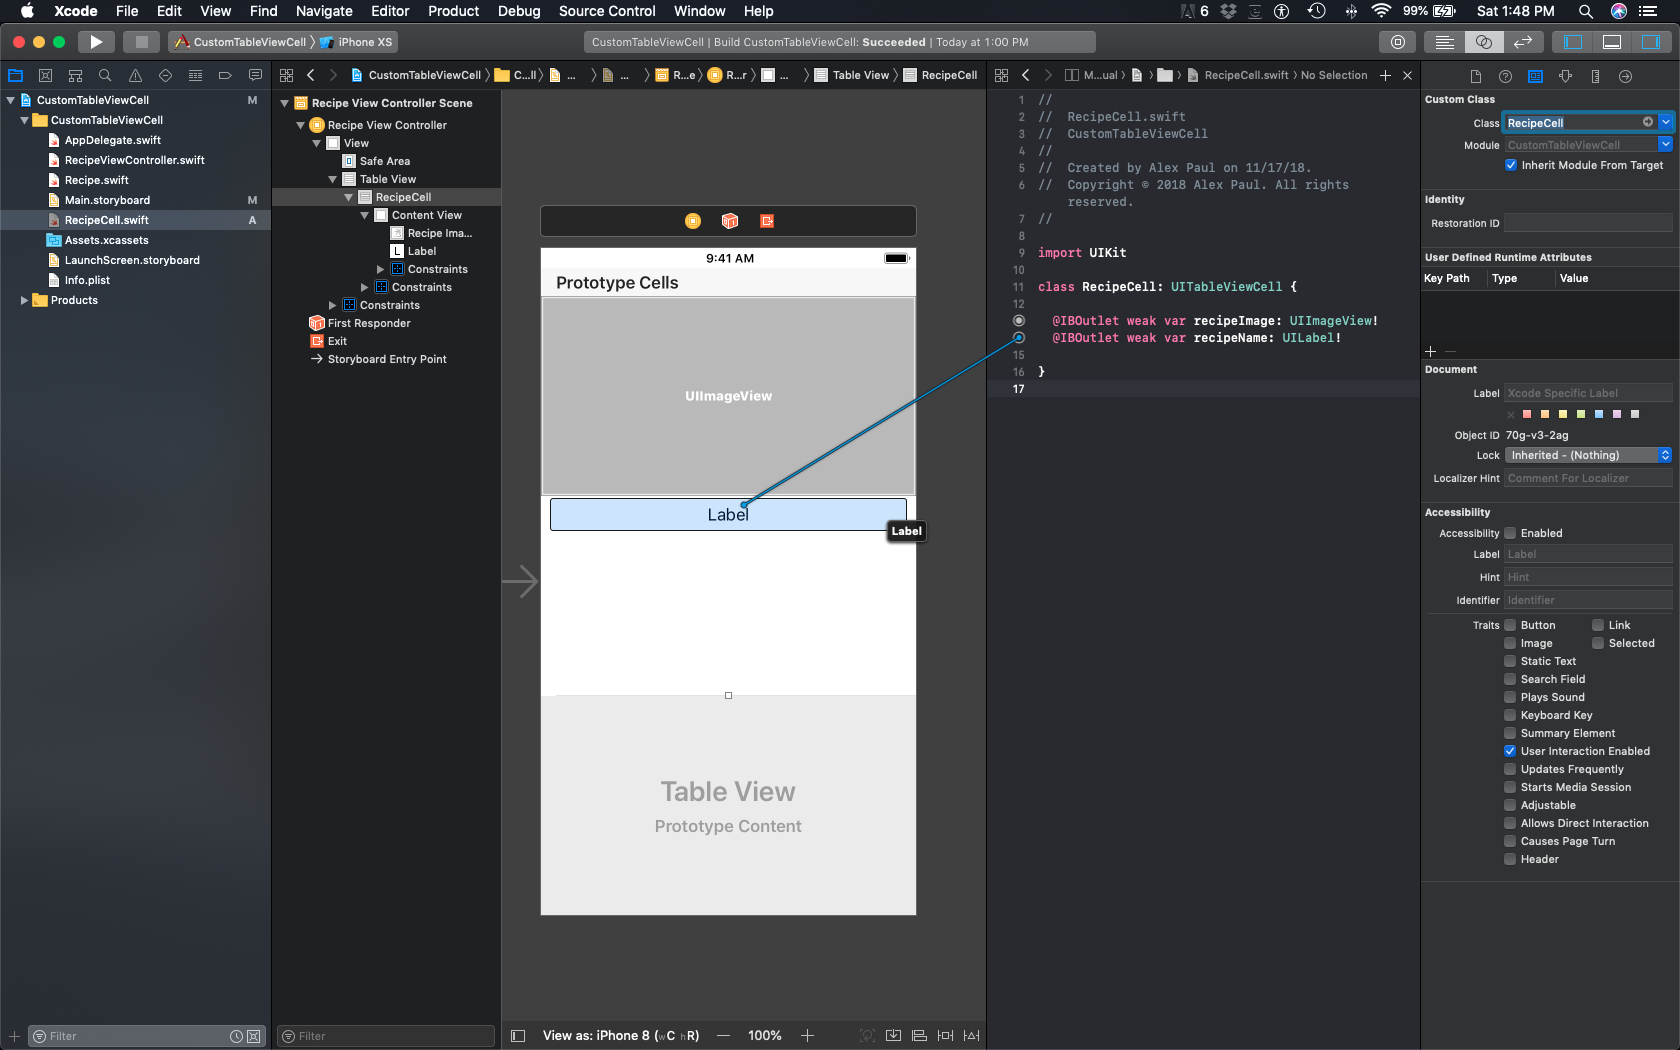 Xcode File Edit View Find Navigate Editor Product Debug Source Control Window Help
6 99% Sat 1:48 PM
CustomTableViewCell iPhone XS
CustomTableViewCell | Build CustomTableViewCell: Succeeded | Today at 1:00 PM
CustomTableViewCell C...ll ... ... R...e R...r ... Table View RecipeCell
M...ual ... RecipeCell.swift No Selection
CustomTableViewCell M
CustomTableViewCell
AppDelegate.swift
RecipeViewController.swift
Recipe.swift
Main.storyboard M
RecipeCell.swift A
Assets.xcassets
LaunchScreen.storyboard
Info.plist
Products
Filter
Recipe View Controller Scene
Recipe View Controller
View
Safe Area
Table View
RecipeCell
Content View
Recipe Ima...
L Label
Constraints
Constraints
Constraints
First Responder
Exit
Storyboard Entry Point
Filter
9:41 AM
Prototype Cells
UIImageView
Label
Label
Table View
Prototype Content
View as: iPhone 8 (wC hR) — 100% +
1 //
2 //  RecipeCell.swift
3 //  CustomTableViewCell
4 //
5 //  Created by Alex Paul on 11/17/18.
6 //  Copyright © 2018 Alex Paul. All rights
reserved.
7 //
8
9 import UIKit
10
11 class RecipeCell: UITableViewCell {
12
@IBOutlet weak var recipeImage: UIImageView!
@IBOutlet weak var recipeName: UILabel!
15
16 }
17
Custom Class
Class RecipeCell
Module CustomTableViewCell
Inherit Module From Target
Identity
Restoration ID
User Defined Runtime Attributes
Key Path Type Value
Document
Label Xcode Specific Label
Object ID 70g-v3-2ag
Lock Inherited - (Nothing)
Localizer Hint Comment For Localizer
Accessibility
Accessibility Enabled
Label Label
Hint Hint
Identifier Identifier
Traits Button Link
Image Selected
Static Text
Search Field
Plays Sound
Keyboard Key
Summary Element
User Interaction Enabled
Updates Frequently
Starts Media Session
Adjustable
Allows Direct Interaction
Causes Page Turn
Header